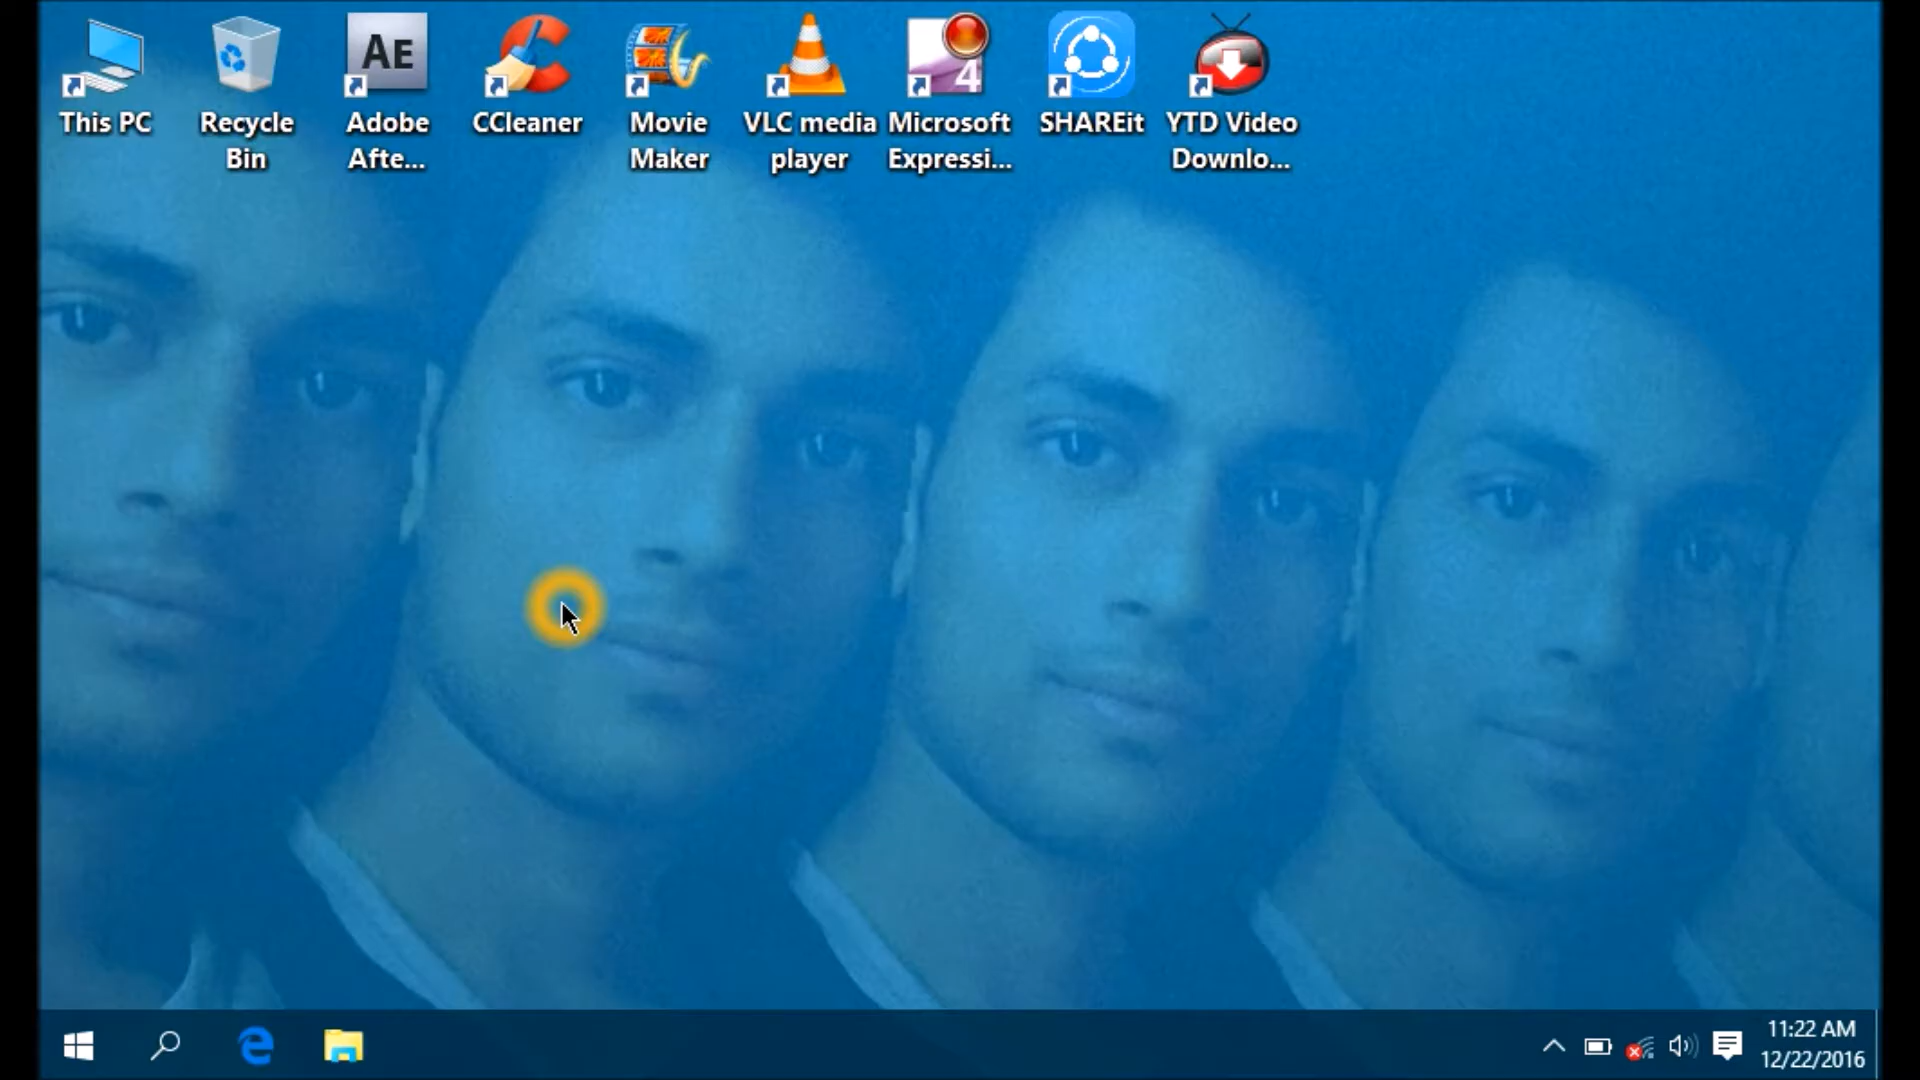 This PC
Recycle
Bin
AE
Adobe
Afte...
CCleaner
Movie
Maker
VLC media
player
4
Microsoft
Expressi...
SHAREit
YTD Video
Downlo...
11:22 AM
12/22/2016